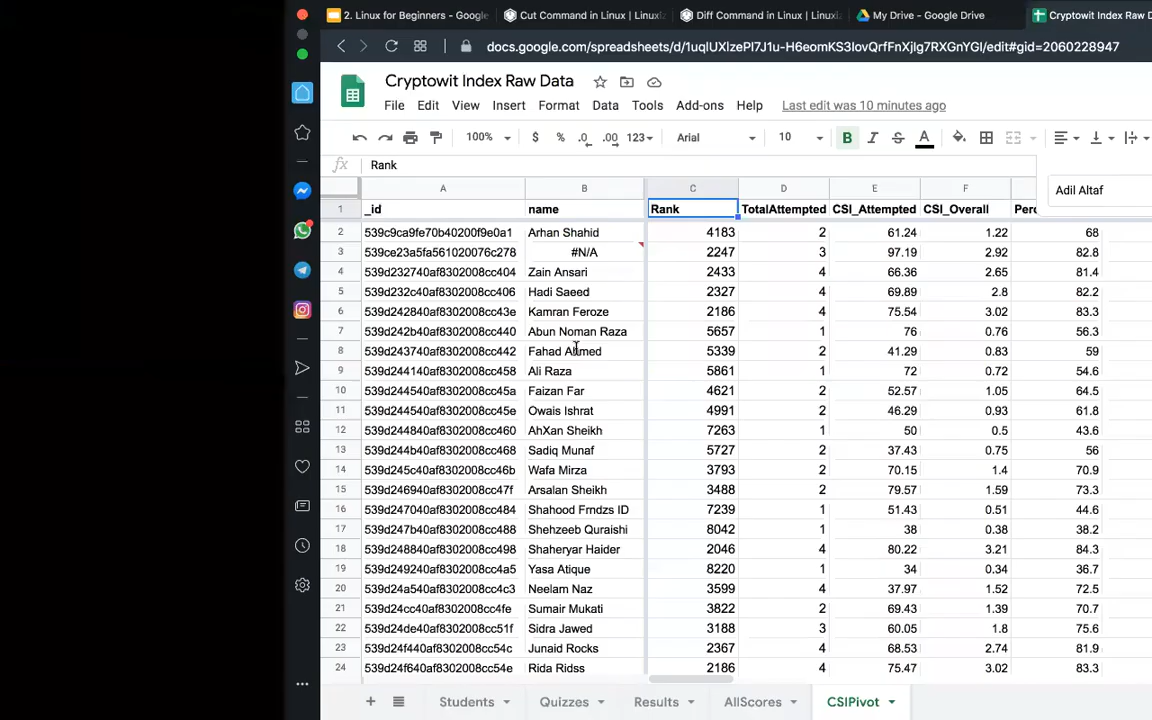 2. Linux for Beginners - Google
Cut Command in Linux | Linuxi
Diff Command in Linux | Linuxia
My Drive - Google Drive
Cryptowit Index Raw D
docs.google.com/spreadsheets/d/1uqlUXlzePl7J1u-H6eomKS3lovQrfFnXjlg7RXGnYGI/edit#gid=2060228947
Cryptowit Index Raw Data
File Edit View Insert Format Data Tools Add-ons Help Last edit was 10 minutes ago
100% $ % .0 .00 123 Arial 10 B I S A
fx Rank
Adil Altaf
A B C D E F
1 _id name Rank TotalAttempted CSI_Attempted CSI_Overall Perc
2 539c9ca9fe70b40200f9e0a1 Arhan Shahid 4183 2 61.24 1.22 68
3 539ce23a5fa561020076c278 #N/A 2247 3 97.19 2.92 82.8
4 539d232740af8302008cc404 Zain Ansari 2433 4 66.36 2.65 81.4
5 539d232c40af8302008cc406 Hadi Saeed 2327 4 69.89 2.8 82.2
6 539d242840af8302008cc43e Kamran Feroze 2186 4 75.54 3.02 83.3
7 539d242b40af8302008cc440 Abun Noman Raza 5657 1 76 0.76 56.3
8 539d243740af8302008cc442 Fahad Ahmed 5339 2 41.29 0.83 59
9 539d244140af8302008cc458 Ali Raza 5861 1 72 0.72 54.6
10 539d244540af8302008cc45a Faizan Far 4621 2 52.57 1.05 64.5
11 539d244540af8302008cc45e Owais Ishrat 4991 2 46.29 0.93 61.8
12 539d244840af8302008cc460 AhXan Sheikh 7263 1 50 0.5 43.6
13 539d244b40af8302008cc468 Sadiq Munaf 5727 2 37.43 0.75 56
14 539d245c40af8302008cc46b Wafa Mirza 3793 2 70.15 1.4 70.9
15 539d246940af8302008cc47f Arsalan Sheikh 3488 2 79.57 1.59 73.3
16 539d247040af8302008cc484 Shahood Frndzs ID 7239 1 51.43 0.51 44.6
17 539d247b40af8302008cc488 Shehzeeb Quraishi 8042 1 38 0.38 38.2
18 539d248840af8302008cc498 Shaheryar Haider 2046 4 80.22 3.21 84.3
19 539d249240af8302008cc4a5 Yasa Atique 8220 1 34 0.34 36.7
20 539d24a540af8302008cc4c3 Neelam Naz 3599 4 37.97 1.52 72.5
21 539d24cc40af8302008cc4fe Sumair Mukati 3822 2 69.43 1.39 70.7
22 539d24de40af8302008cc51f Sidra Jawed 3188 3 60.05 1.8 75.6
23 539d24f440af8302008cc54c Junaid Rocks 2367 4 68.53 2.74 81.9
24 539d24f640af8302008cc54e Rida Ridss 2186 4 75.47 3.02 83.3
Students Quizzes Results AllScores CSIPivot